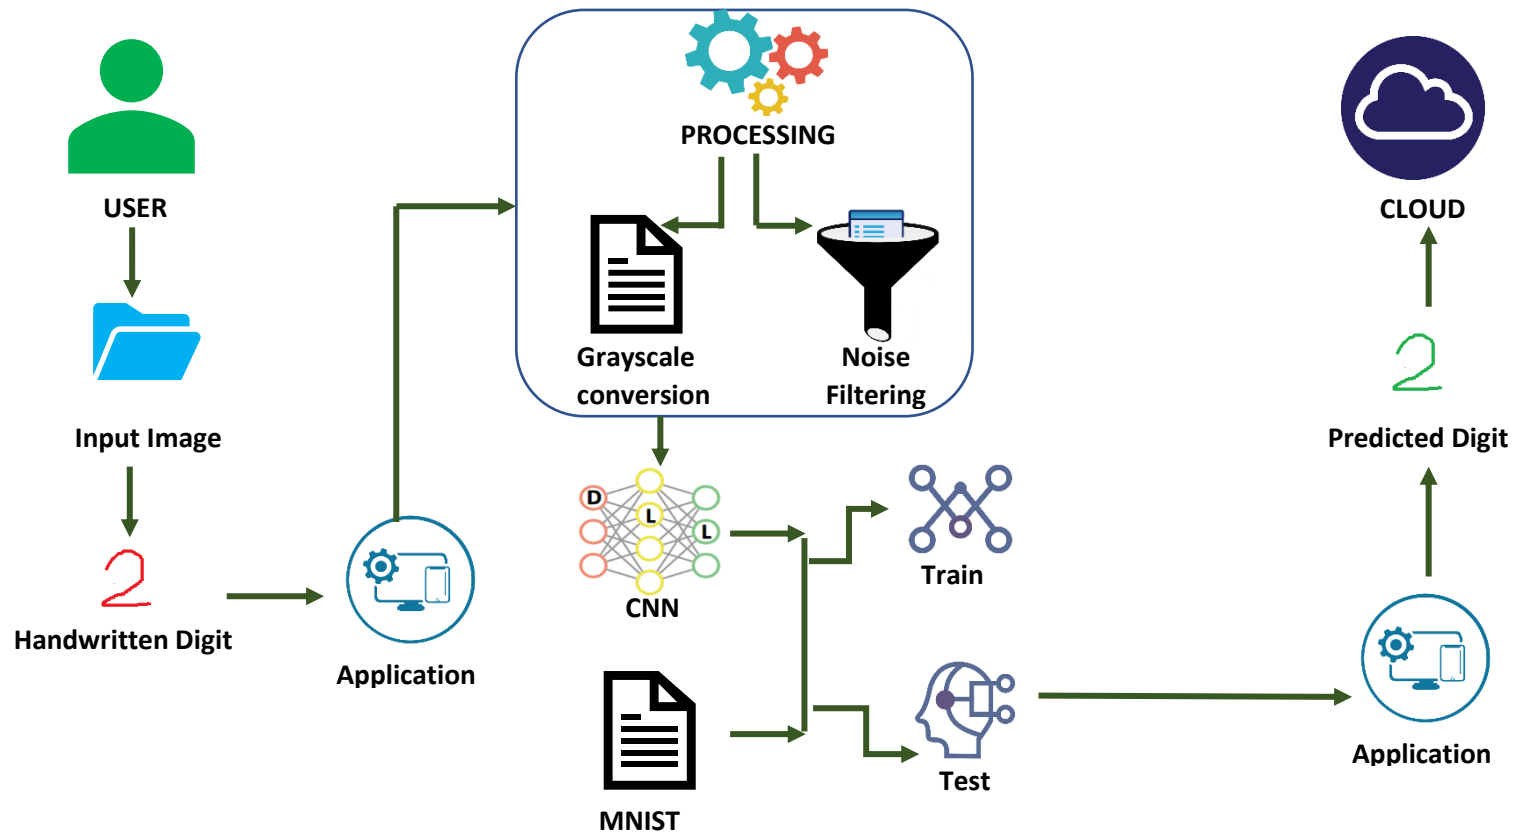 USER
Input Image
2
Handwritten Digit
Application
PROCESSING
Grayscale
conversion
Noise
Filtering
D
L
L
CNN
MNIST
Train
Test
Application
2
Predicted Digit
CLOUD